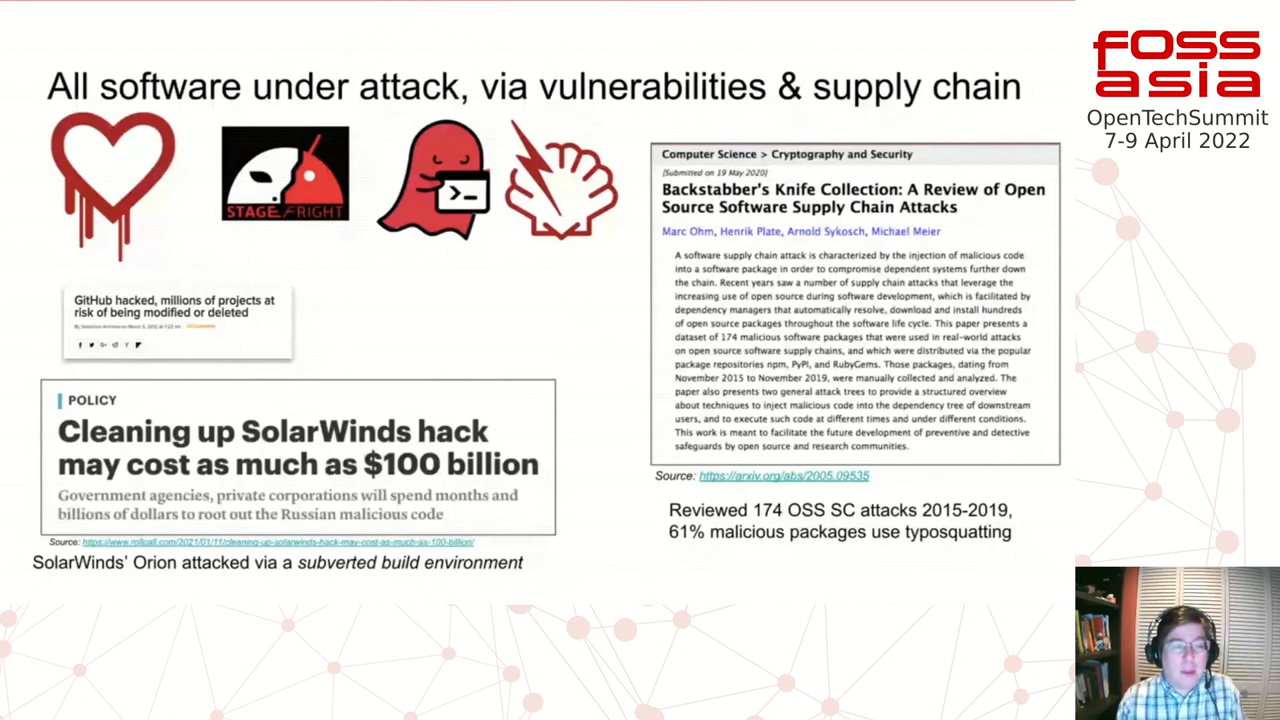 All software under attack, via vulnerabilities & supply chain
STAGEFRIGHT
>-
GitHub hacked, millions of projects at
risk of being modified or deleted
POLICY
Cleaning up SolarWinds hack
may cost as much as $100 billion
Government agencies, private corporations will spend months and
billions of dollars to root out the Russian malicious code
Source: https://www.rollcall.com/2021/01/11/cleaning-up-solarwinds-hack-may-cost-as-much-as-100-billion/
SolarWinds’ Orion attacked via a subverted build environment
Computer Science > Cryptography and Security
[Submitted on 19 May 2020]
Backstabber's Knife Collection: A Review of Open
Source Software Supply Chain Attacks
Marc Ohm, Henrik Plate, Arnold Sykosch, Michael Meier
A software supply chain attack is characterized by the injection of malicious code
into a software package in order to compromise dependent systems further down
the chain. Recent years saw a number of supply chain attacks that leverage the
increasing use of open source during software development, which is facilitated by
dependency managers that automatically resolve, download and install hundreds
of open source packages throughout the software life cycle. This paper presents a
dataset of 174 malicious software packages that were used in real-world attacks
on open source software supply chains, and which were distributed via the popular
package repositories npm, PyPI, and RubyGems. Those packages, dating from
November 2015 to November 2019, were manually collected and analyzed. The
paper also presents two general attack trees to provide a structured overview
about techniques to inject malicious code into the dependency tree of downstream
users, and to execute such code at different times and under different conditions.
This work is meant to facilitate the future development of preventive and detective
safeguards by open source and research communities.
Source: https://arxiv.org/abs/2005.09535
Reviewed 174 OSS SC attacks 2015-2019,
61% malicious packages use typosquatting
FOSS
asia
OpenTechSummit
7-9 April 2022